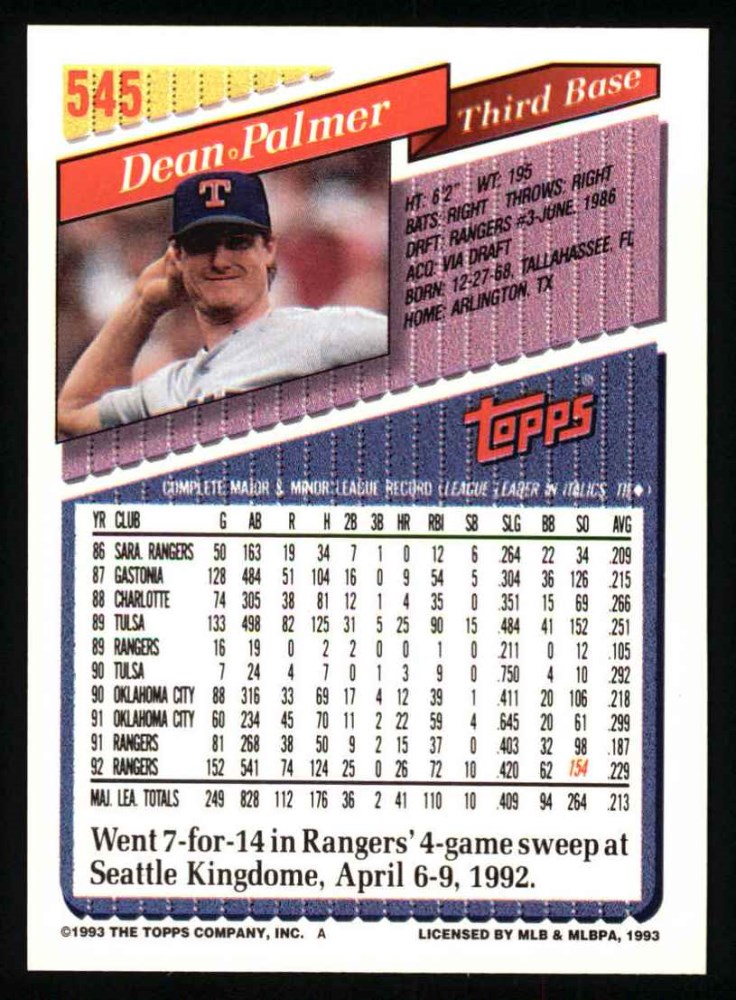 545
Dean Palmer
Third Base
T
HT: 6'2" WT: 195
BATS: RIGHT THROWS: RIGHT
DRFT: RANGERS #3-JUNE, 1986
ACQ: VIA DRAFT
BORN: 12-27-68, TALLAHASSEE, FL
HOME: ARLINGTON, TX
TOPPS®
COMPLETE MAJOR & MINOR LEAGUE RECORD (LEAGUE LEADER IN ITALICS, TIE◆)
YR CLUB G AB R H 2B 3B HR RBI SB SLG BB SO AVG
86 SARA. RANGERS 50 163 19 34 7 1 0 12 6 .264 22 34 .209
87 GASTONIA 128 484 51 104 16 0 9 54 5 .304 36 126 .215
88 CHARLOTTE 74 305 38 81 12 1 4 35 0 .351 15 69 .266
89 TULSA 133 498 82 125 31 5 25 90 15 .484 41 152 .251
89 RANGERS 16 19 0 2 2 0 0 1 0 .211 0 12 .105
90 TULSA 7 24 4 7 0 1 3 9 0 .750 4 10 .292
90 OKLAHOMA CITY 88 316 33 69 17 4 12 39 1 .411 20 106 .218
91 OKLAHOMA CITY 60 234 45 70 11 2 22 59 4 .645 20 61 .299
91 RANGERS 81 268 38 50 9 2 15 37 0 .403 32 98 .187
92 RANGERS 152 541 74 124 25 0 26 72 10 .420 62 154 .229
MAJ. LEA. TOTALS 249 828 112 176 36 2 41 110 10 .409 94 264 .213
Went 7-for-14 in Rangers' 4-game sweep at
Seattle Kingdome, April 6-9, 1992.
©1993 THE TOPPS COMPANY, INC. A LICENSED BY MLB & MLBPA, 1993